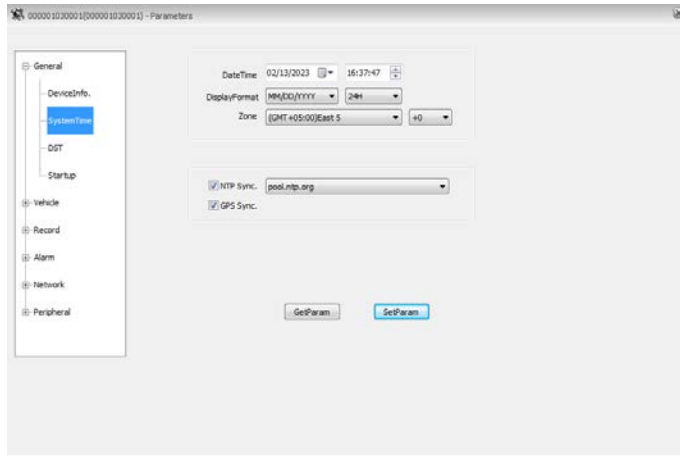 000001030001(000001030001) - Parameters
General
DeviceInfo.
SystemTime
DST
Startup
Vehicle
Record
Alarm
Network
Peripheral
DateTime 02/13/2023 16:37:47
DisplayFormat MM/DD/YYYY 24H
Zone (GMT+05:00)East 5 +0
NTP Sync. pool.ntp.org
GPS Sync.
GetParam SetParam